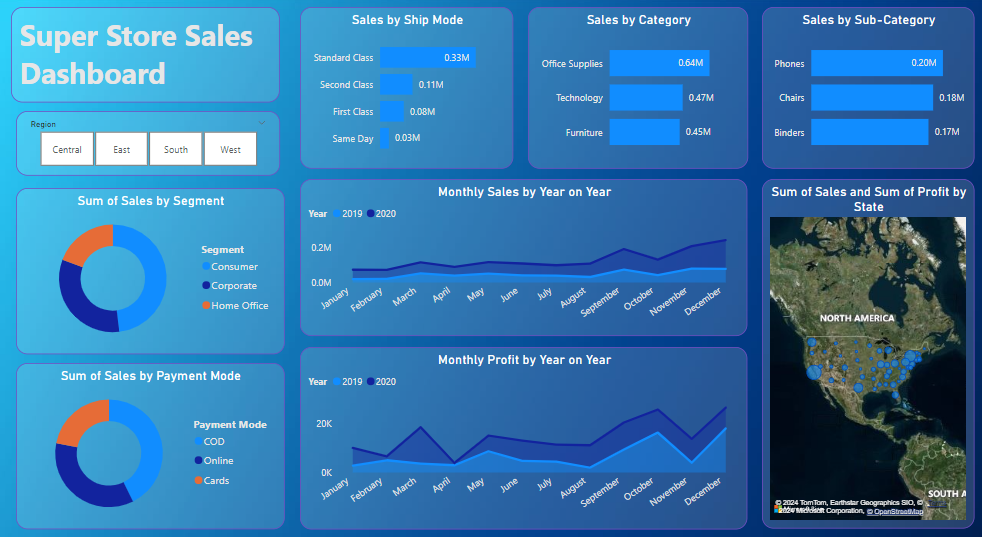 Super Store Sales
Dashboard
Region
Central
East
South
West
Sum of Sales by Segment
Segment
Consumer
Corporate
Home Office
Sum of Sales by Payment Mode
Payment Mode
COD
Online
Cards
Sales by Ship Mode
Standard Class 0.33M
Second Class 0.11M
First Class 0.08M
Same Day 0.03M
Sales by Category
Office Supplies 0.64M
Technology 0.47M
Furniture 0.45M
Sales by Sub-Category
Phones 0.20M
Chairs 0.18M
Binders 0.17M
Monthly Sales by Year on Year
Year 2019 2020
0.2M
0.0M
January February March April May June July August September October November December
Monthly Profit by Year on Year
Year 2019 2020
20K
0K
January February March April May June July August September October November December
Sum of Sales and Sum of Profit by
State
NORTH AMERICA
SOUTH A
© 2024 TomTom, Earthstar Geographics SIO, ©
2024 Microsoft Corporation, © OpenStreetMap